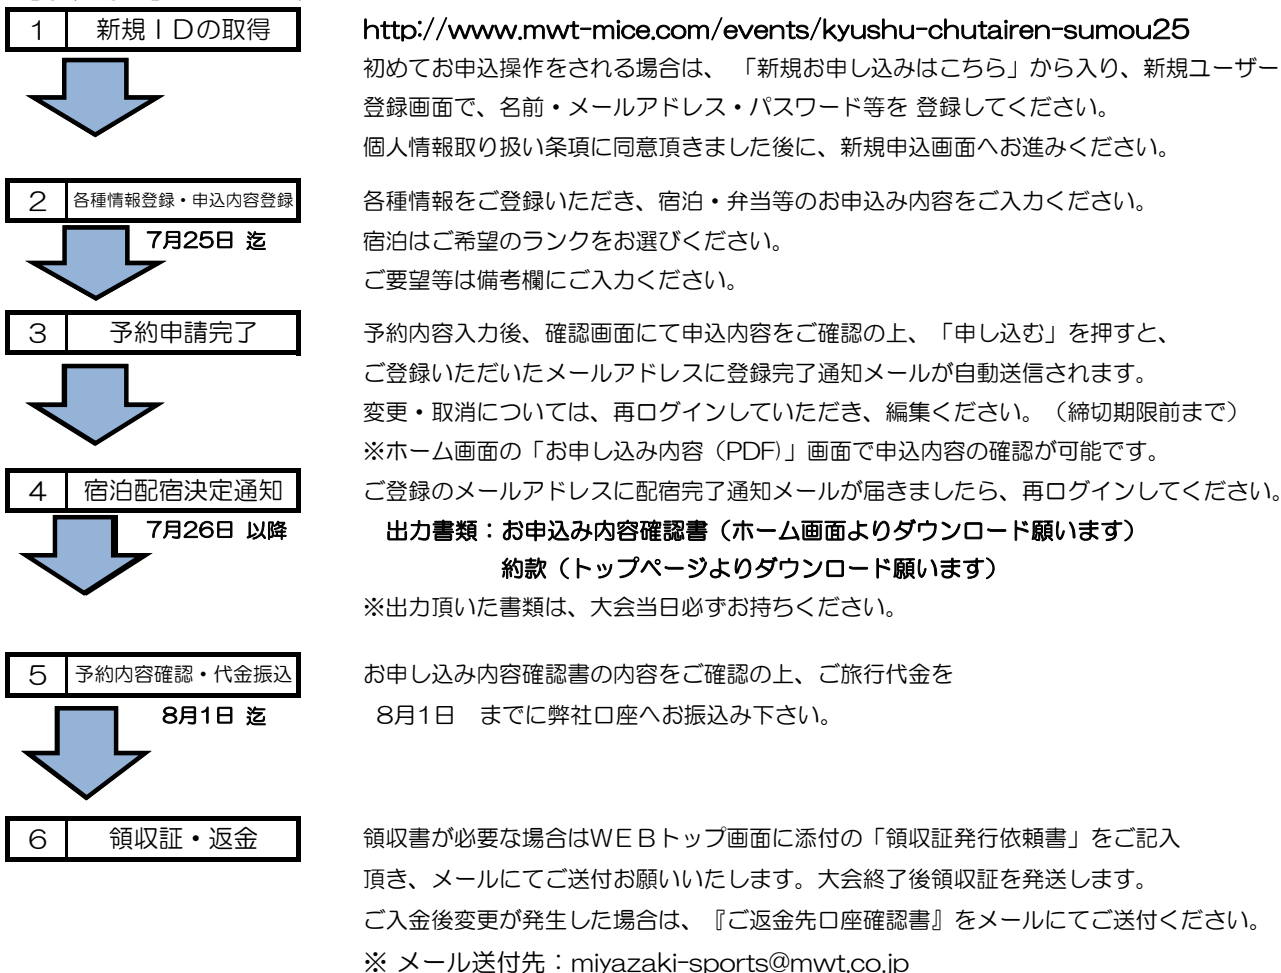 1 新規ＩＤの取得 http://www.mwt-mice.com/events/kyushu-chutairen-sumou25
初めてお申込操作をされる場合は、 「新規お申し込みはこちら」から入り、新規ユーザー
登録画面で、名前・メールアドレス・パスワード等を 登録してください。
個人情報取り扱い条項に同意頂きました後に、新規申込画面へお進みください。
2 各種情報登録・申込内容登録 各種情報をご登録いただき、宿泊・弁当等のお申込み内容をご入力ください。
7月25日 迄 宿泊はご希望のランクをお選びください。
ご要望等は備考欄にご入力ください。
3 予約申請完了 予約内容入力後、確認画面にて申込内容をご確認の上、「申し込む」を押すと、
ご登録いただいたメールアドレスに登録完了通知メールが自動送信されます。
変更・取消については、再ログインしていただき、編集ください。（締切期限前まで）
※ホーム画面の「お申し込み内容（PDF)」画面で申込内容の確認が可能です。
4 宿泊配宿決定通知 ご登録のメールアドレスに配宿完了通知メールが届きましたら、再ログインしてください。
7月26日 以降 出力書類：お申込み内容確認書（ホーム画面よりダウンロード願います）
約款（トップページよりダウンロード願います）
※出力頂いた書類は、大会当日必ずお持ちください。
5 予約内容確認・代金振込 お申し込み内容確認書の内容をご確認の上、ご旅行代金を
8月1日 迄 8月1日　までに弊社口座へお振込み下さい。
6 領収証・返金 領収書が必要な場合はＷＥＢトップ画面に添付の「領収証発行依頼書」をご記入
頂き、メールにてご送付お願いいたします。大会終了後領収証を発送します。
ご入金後変更が発生した場合は、『ご返金先口座確認書』をメールにてご送付ください。
※ メール送付先：miyazaki-sports@mwt.co.jp